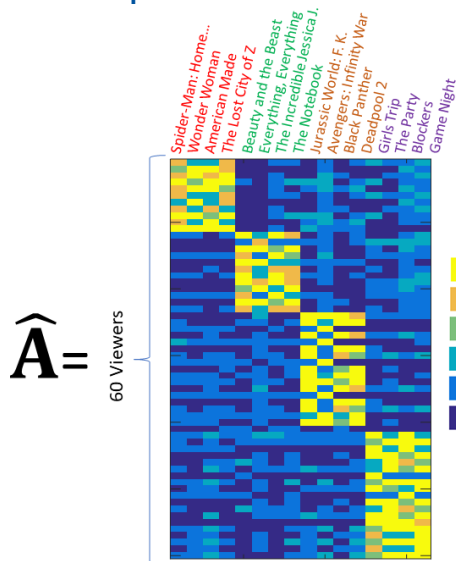 Spider-Man: Home...
Wonder Woman
American Made
The Lost City of Z
Beauty and the Beast
Everything, Everything
The Incredible Jessica J.
The Notebook
Jurassic World: F. K.
Avengers: Infinity War
Black Panther
Deadpool 2
Girls Trip
The Party
Blockers
Game Night
Â=
60 Viewers